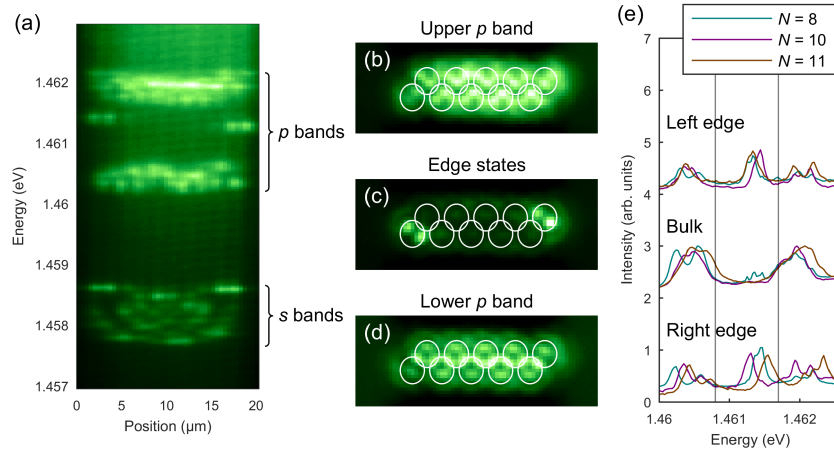 (a)
Energy (eV)
1.462
1.461
1.46
1.459
1.458
1.457
0
5
10
15
20
Position (μm)
p bands
s bands
Upper p band
(b)
Edge states
(c)
Lower p band
(d)
(e)
N = 8
N = 10
N = 11
Intensity (arb. units)
7
6
5
4
3
2
1
0
Left edge
Bulk
Right edge
1.46
1.461
1.462
Energy (eV)